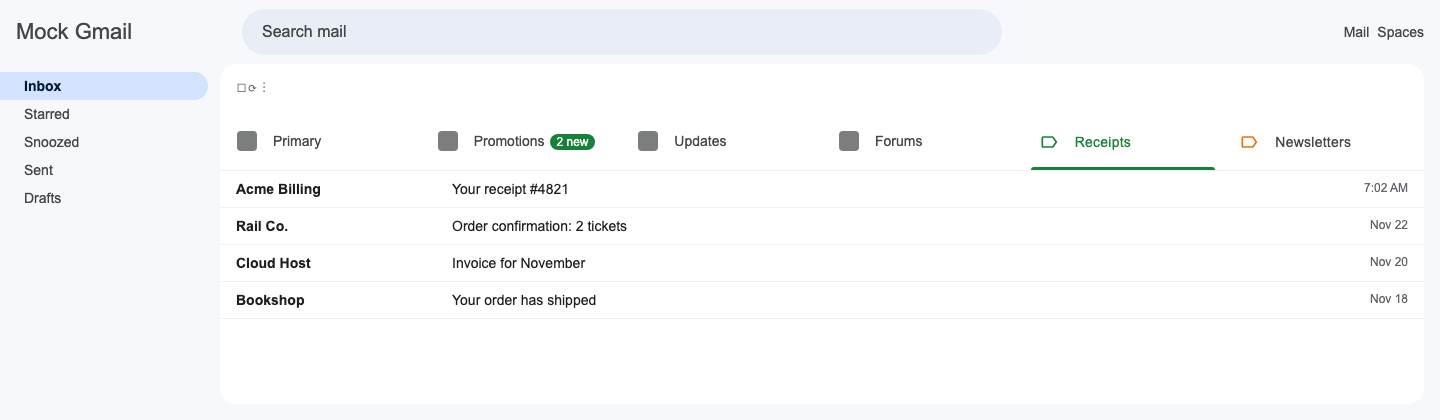 Mock Gmail
Search mail
Mail Spaces
Inbox
Starred
Snoozed
Sent
Drafts
Primary
Promotions 2 new
Updates
Forums
Receipts
Newsletters
Acme Billing Your receipt #4821 7:02 AM
Rail Co. Order confirmation: 2 tickets Nov 22
Cloud Host Invoice for November Nov 20
Bookshop Your order has shipped Nov 18